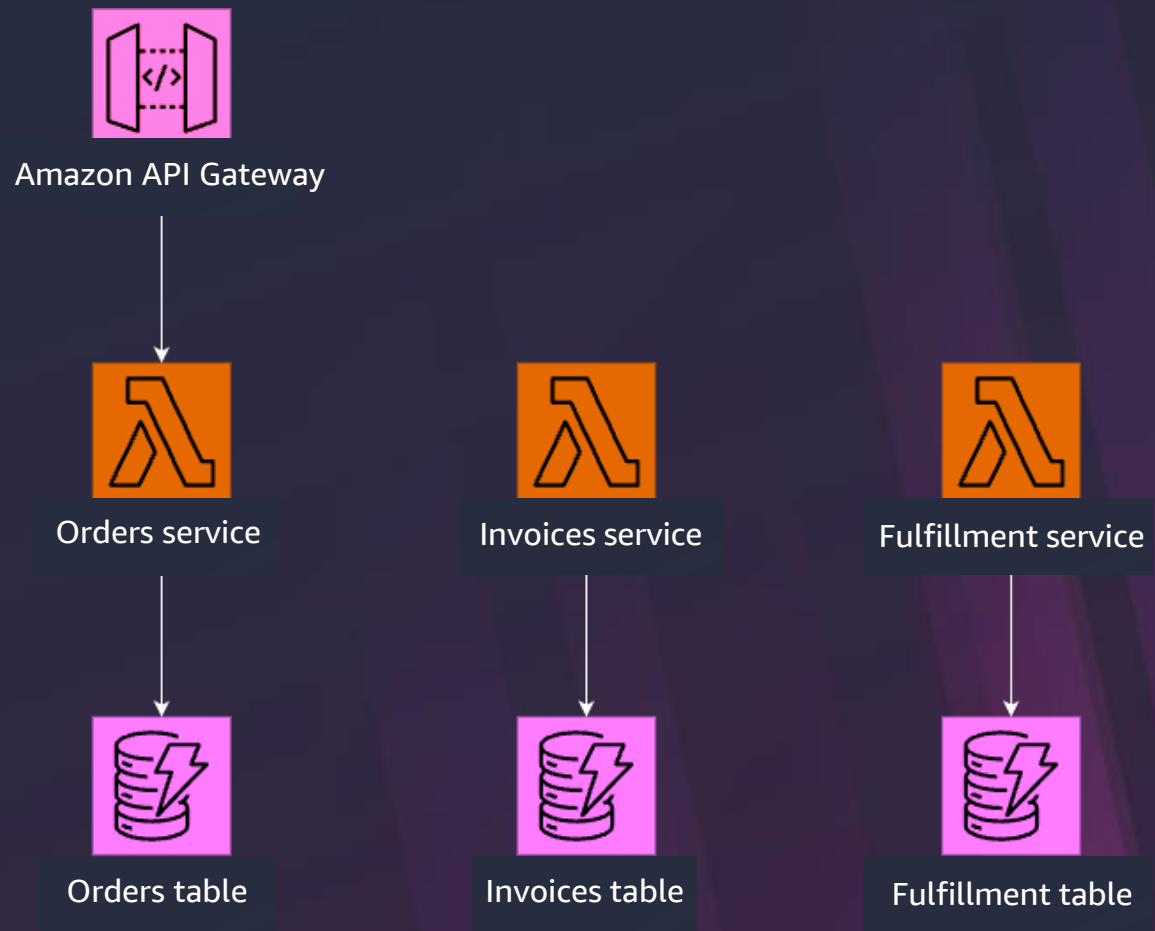 </>
Amazon API Gateway
Orders service
Invoices service
Fulfillment service
Orders table
Invoices table
Fulfillment table